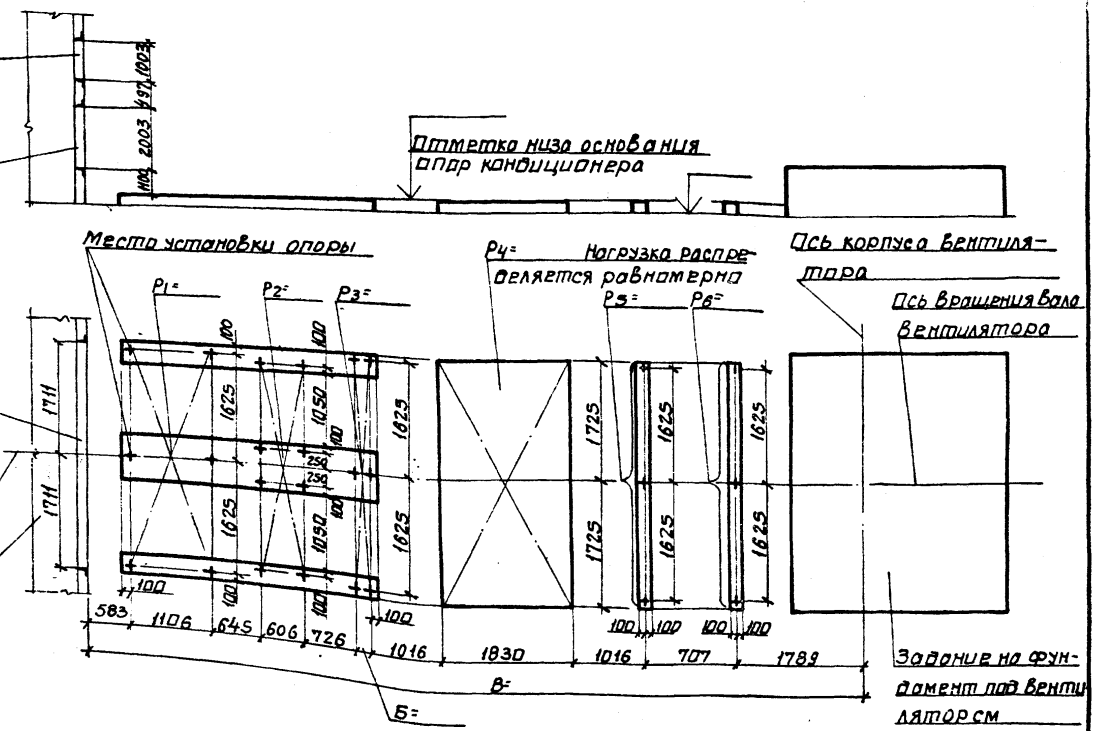 1003
497
2003
1100
Отметка низа основания
опор кондиционера
Место установки опоры
P1=
P2=
P3=
P4=
Нагрузка распре-
деляется равномерно
P5=
P6=
Ось корпуса вентиля-
тора
Ось вращения вала
вентилятора
100
100
1711
1625
1050
1625
1725
1625
1625
100
250
250
100
1711
1625
1050
1625
1725
1625
1625
100
100
100
100
100
100
100
100
583
1106
645
606
726
1016
1830
1016
707
1789
В=
Б=
Задание на фун-
дамент под венти
лятор см